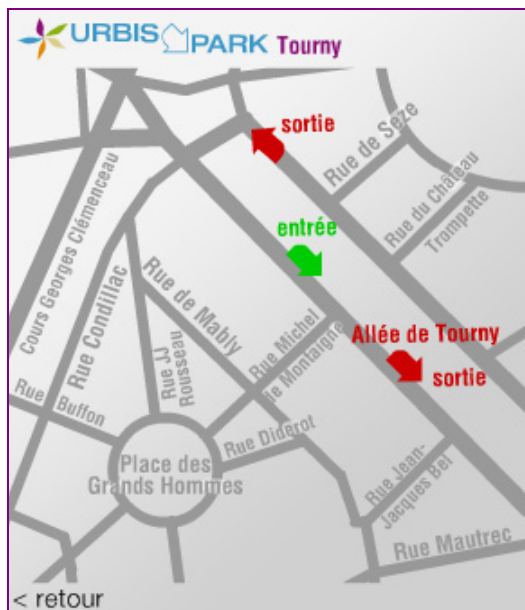 URBIS PARK Tourny
sortie
Rue de Seze
Rue du Château
Trompette
entrée
Cours Georges Clémenceau
Rue Condillac
Rue de Mably
Rue JJ
Rousseau
Rue Michel
de Montaigne
Allée de Tourny
sortie
Rue Buffon
Rue Diderot
Place des
Grands Hommes
Rue Jean-
Jacques Bel
Rue Mautrec
< retour